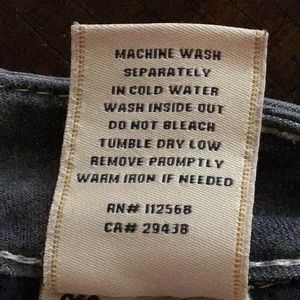 MACHINE WASH
SEPARATELY
IN COLD WATER
WASH INSIDE OUT
DO NOT BLEACH
TUMBLE DRY LOW
REMOVE PROMPTLY
WARM IRON IF NEEDED
RN# 112568
CA# 29438